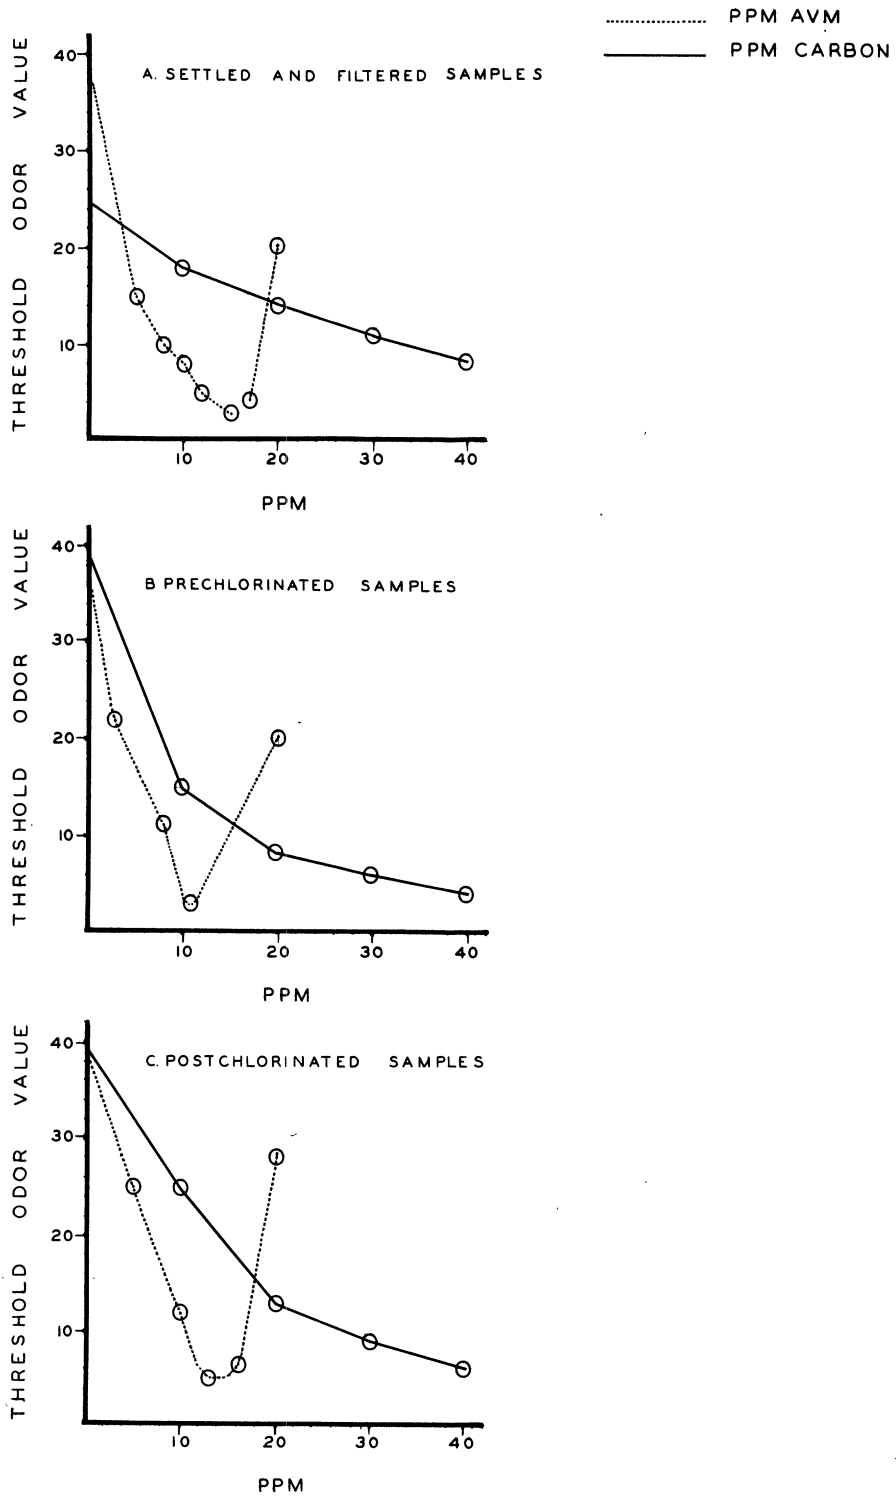 PPM AVM
PPM CARBON
THRESHOLD ODOR VALUE
A. SETTLED AND FILTERED SAMPLES
40
30
20
10
10 20 30 40
PPM
THRESHOLD ODOR VALUE
B PRECHLORINATED SAMPLES
40
30
20
10
10 20 30 40
PPM
THRESHOLD ODOR VALUE
C. POSTCHLORINATED SAMPLES
40
30
20
10
10 20 30 40
PPM